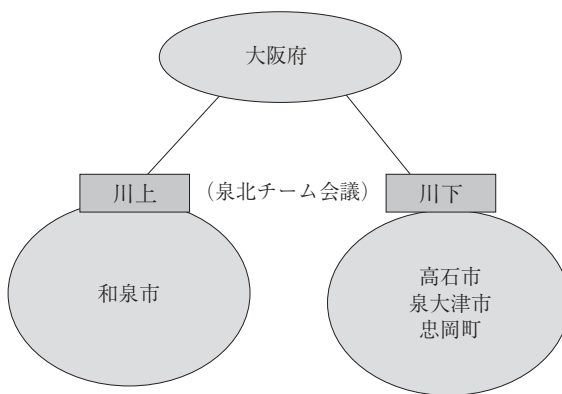 大阪府
川上
（泉北チーム会議）
川下
和泉市
高石市
泉大津市
忠岡町